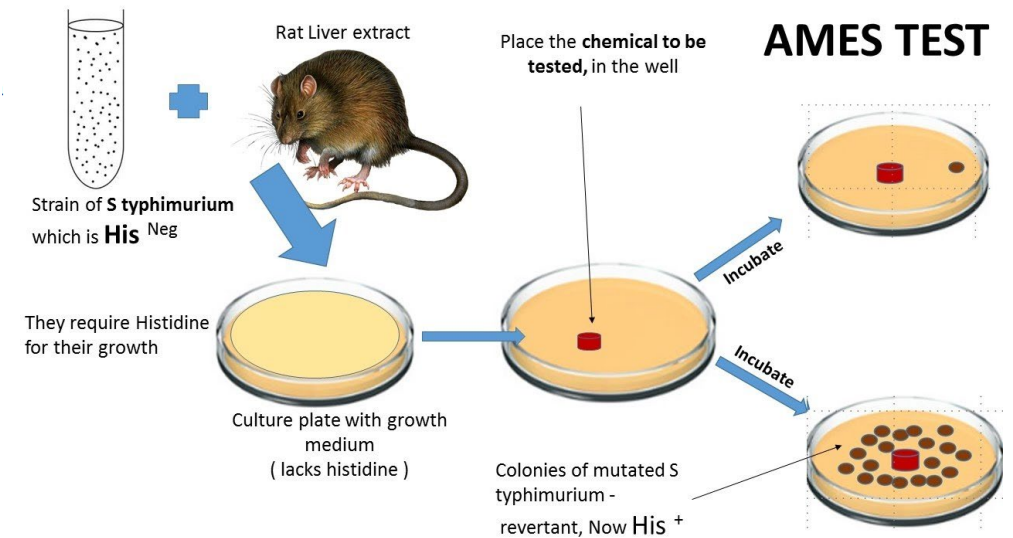 AMES TEST
Rat Liver extract
Place the chemical to be
tested, in the well
Strain of S typhimurium
which is His Neg
Incubate
They require Histidine
for their growth
Incubate
Culture plate with growth
medium
( lacks histidine )
Colonies of mutated S
typhimurium -
revertant, Now His +